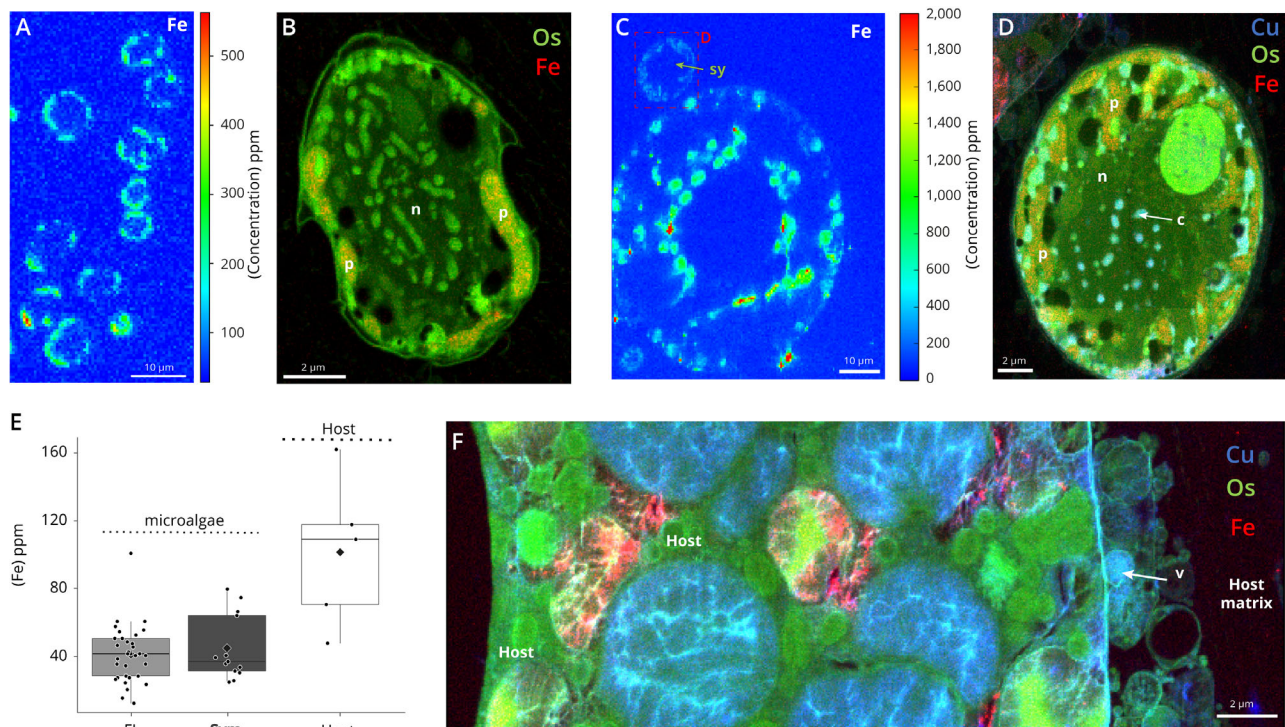 A
Fe
500
400
300
200
100
(Concentration) ppm
10 µm
B
Os
Fe
n
p
p
2 µm
C
Fe
D
sy
10 µm
2,000
1,800
1,600
1,400
1,200
1,000
800
600
400
200
0
(Concentration) ppm
D
Cu
Os
Fe
p
n
c
p
2 µm
E
Host
160
microalgae
120
80
40
(Fe) ppm
F
Cu
Os
Fe
Host
Host
v
Host
matrix
2 µm